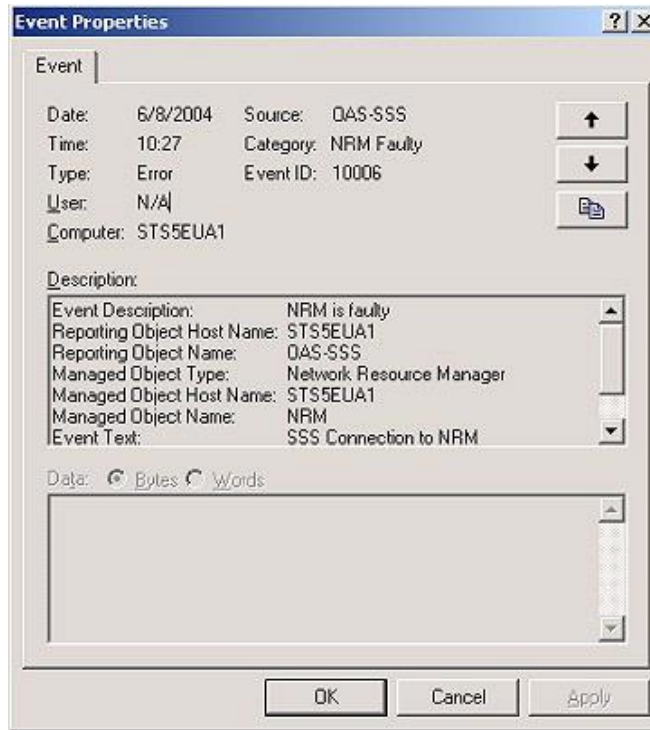 Event Properties
Event
Date: 6/8/2004 Source: OAS-SSS
Time: 10:27 Category: NRM Faulty
Type: Error Event ID: 10006
User: N/A
Computer: STS5EUA1
Description:
Event Description: NRM is faulty
Reporting Object Host Name: STS5EUA1
Reporting Object Name: OAS-SSS
Managed Object Type: Network Resource Manager
Managed Object Host Name: STS5EUA1
Managed Object Name: NRM
Event Text: SSS Connection to NRM
Data: Bytes Words
OK Cancel Apply